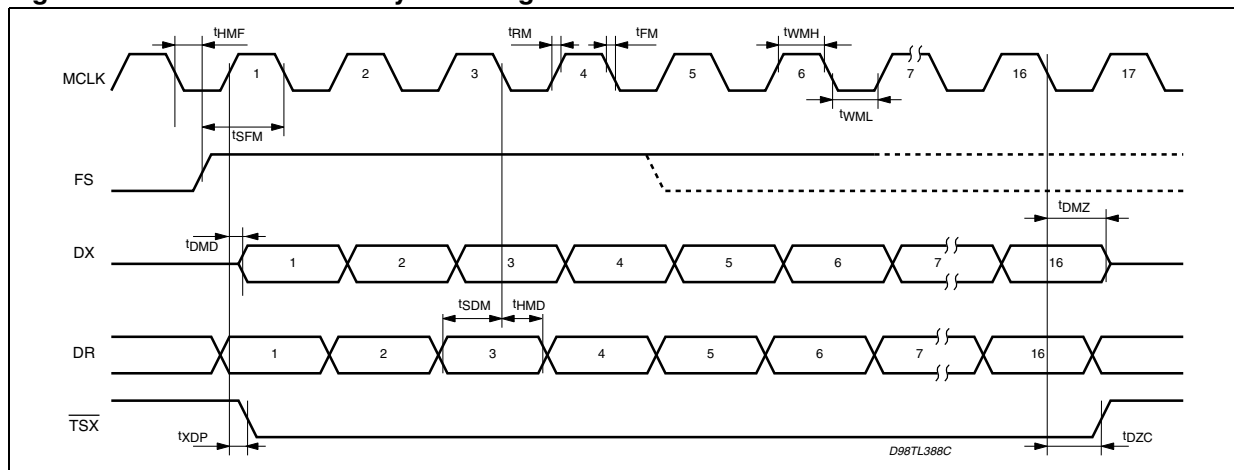 tHMF
tRM
tFM
tWMH
MCLK
1
2
3
4
5
6
7
16
17
tSFM
tWML
FS
tDMD
tDMZ
DX
1
2
3
4
5
6
7
16
tSDM
tHMD
DR
1
2
3
4
5
6
7
16
TSX
tXDP
tDZC
D98TL388C